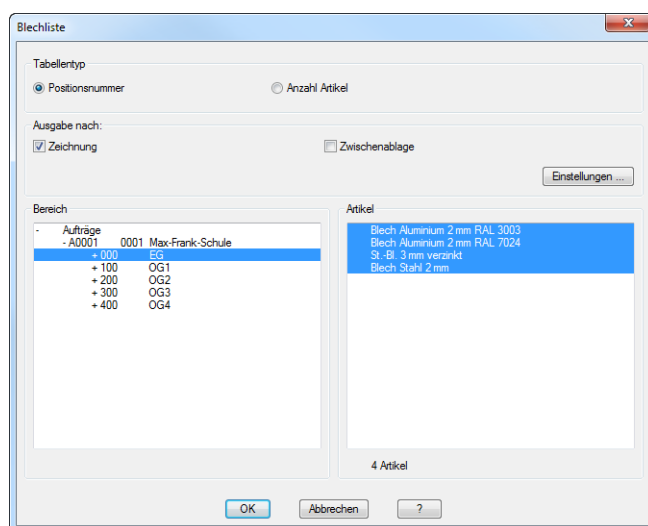 Blechliste
Tabellentyp
Positionsnummer Anzahl Artikel
Ausgabe nach:
Zeichnung Zwischenablage
Einstellungen ...
Bereich Artikel
- Aufträge
- A0001 0001 Max-Frank-Schule
+ 000 EG
+ 100 OG1
+ 200 OG2
+ 300 OG3
+ 400 OG4
Blech Aluminium 2 mm RAL 3003
Blech Aluminium 2 mm RAL 7024
St.-Bl. 3 mm verzinkt
Blech Stahl 2 mm
4 Artikel
OK Abbrechen ?